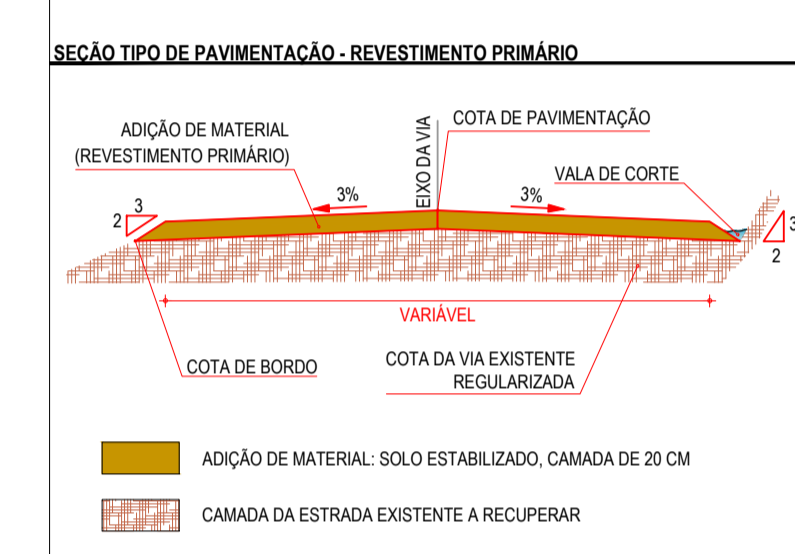 SEÇÃO TIPO DE PAVIMENTAÇÃO - REVESTIMENTO PRIMÁRIO
ADIÇÃO DE MATERIAL
(REVESTIMENTO PRIMÁRIO)
EIXO DA VIA
COTA DE PAVIMENTAÇÃO
VALA DE CORTE
3%
3%
3
2
3
2
VARIÁVEL
COTA DE BORDO
COTA DA VIA EXISTENTE
REGULARIZADA
ADIÇÃO DE MATERIAL: SOLO ESTABILIZADO, CAMADA DE 20 CM
CAMADA DA ESTRADA EXISTENTE A RECUPERAR